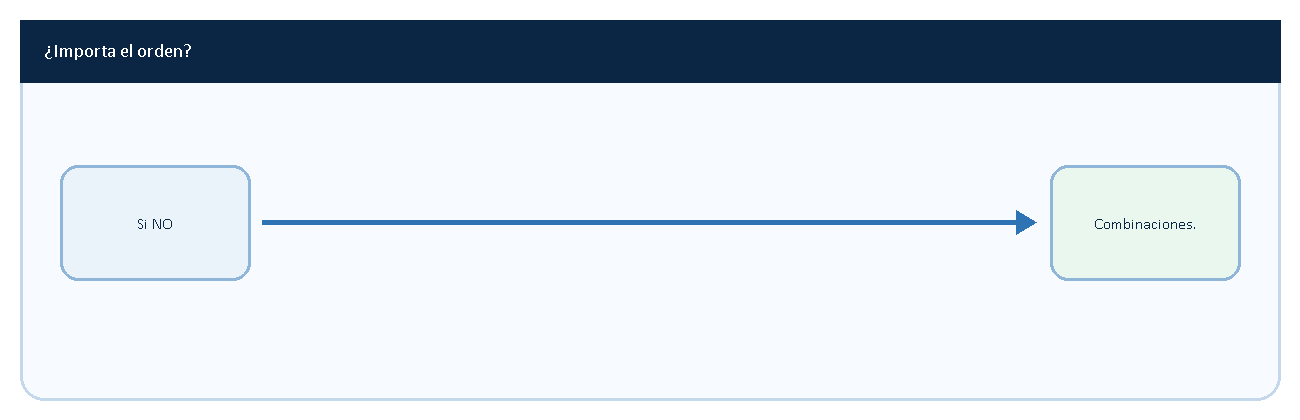 ¿Importa el orden?
Si NO
Combinaciones.